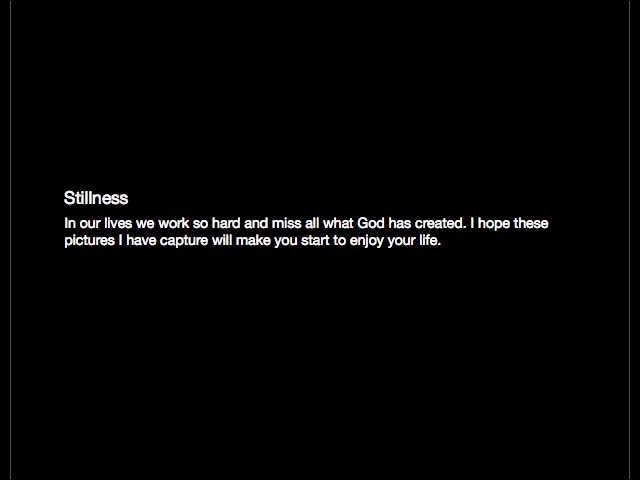 Stillness
In our lives we work so hard and miss all what God has created. I hope these
pictures I have capture will make you start to enjoy your life.